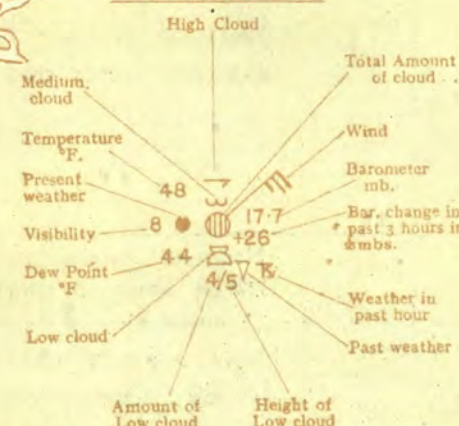 High Cloud
Total Amount
of cloud
Medium
cloud
Wind
Temperature
°F.
48
Barometer
mb.
Present
weather
17.7
Bar. change in
past 3 hours in
mbs.
8
+26
Visibility
Dew Point
°F
44
4/5
Weather in
past hour
Low cloud
Past weather
Amount of
Low cloud
Height of
Low cloud